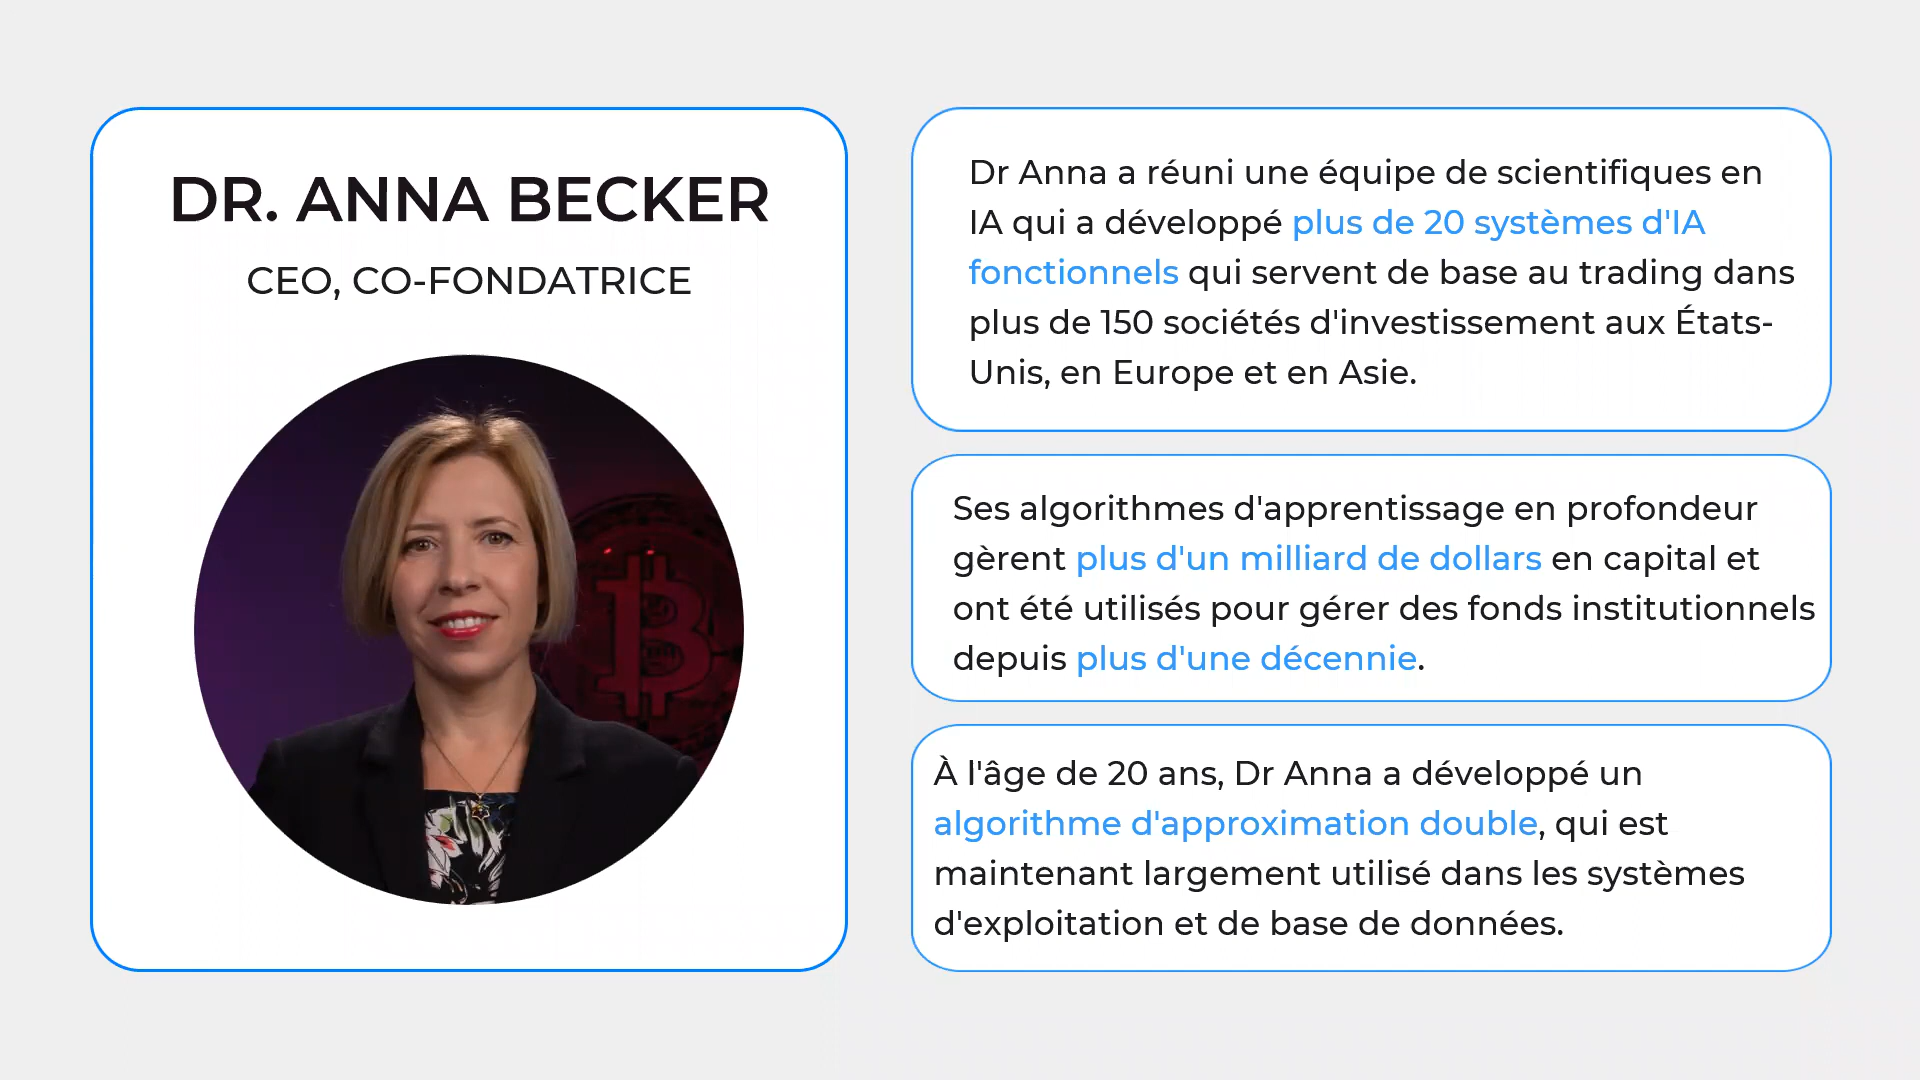 DR. ANNA BECKER
CEO, CO-FONDATRICE
Dr Anna a réuni une équipe de scientifiques en
IA qui a développé plus de 20 systèmes d'IA
fonctionnels qui servent de base au trading dans
plus de 150 sociétés d'investissement aux États-
Unis, en Europe et en Asie.
Ses algorithmes d'apprentissage en profondeur
gèrent plus d'un milliard de dollars en capital et
ont été utilisés pour gérer des fonds institutionnels
depuis plus d'une décennie.
À l'âge de 20 ans, Dr Anna a développé un
algorithme d'approximation double, qui est
maintenant largement utilisé dans les systèmes
d'exploitation et de base de données.